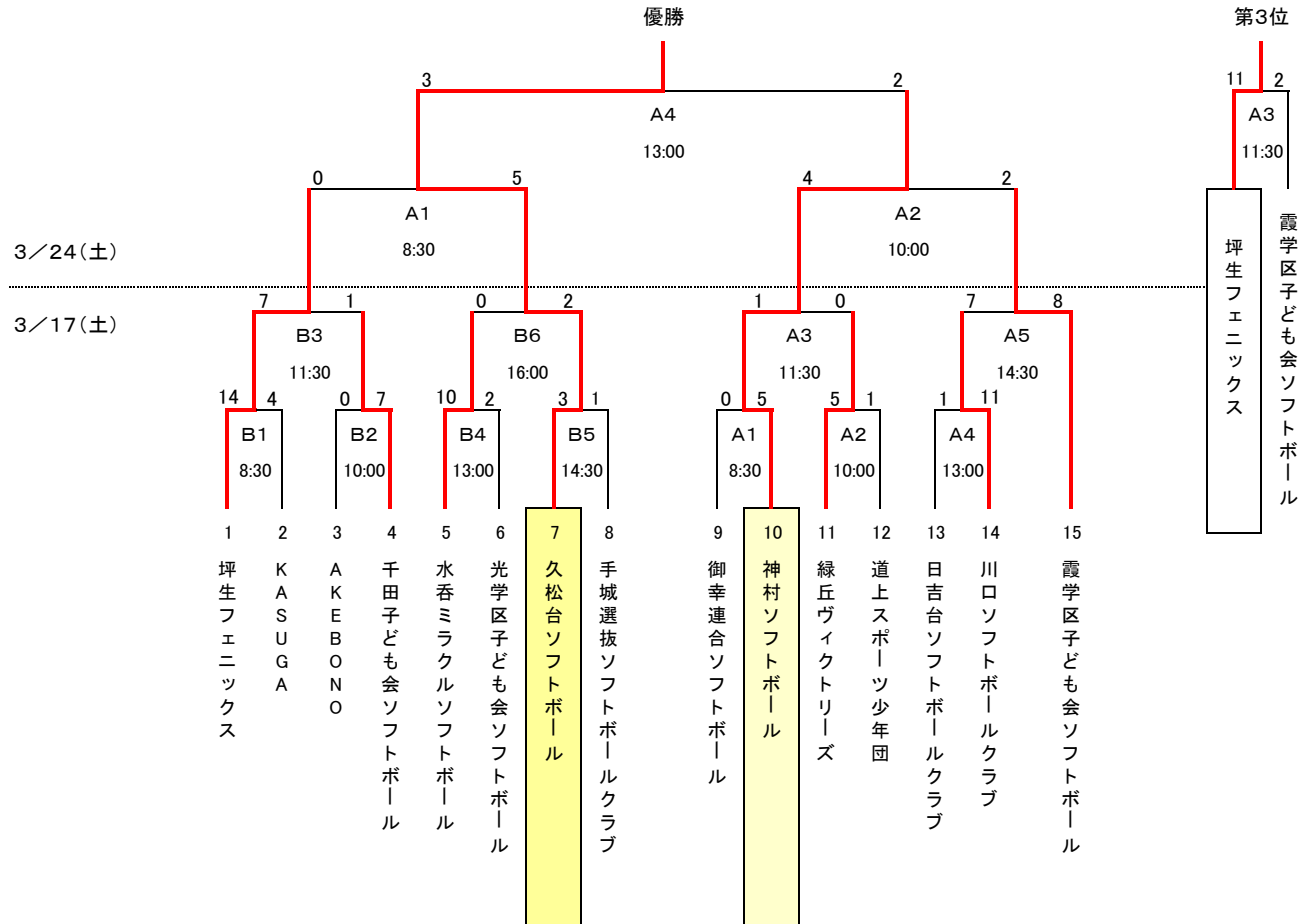 優勝
第3位
3
2
11
2
A4
A3
13:00
11:30
0
5
4
2
A1
A2
8:30
10:00
3／24(土)
3／17(土)
7
1
0
2
1
0
7
8
B3
B6
A3
A5
11:30
16:00
11:30
14:30
14
4
0
7
10
2
3
1
0
5
5
1
1
11
B1
B2
B4
B5
A1
A2
A4
8:30
10:00
13:00
14:30
8:30
10:00
13:00
1
2
3
4
5
6
7
8
9
10
11
12
13
14
15
坪生フェニックス
KASUGA
AKEBONO
千田子ども会ソフトボール
水呑ミラクルソフトボール
光学区子ども会ソフトボール
久松台ソフトボール
手城選抜ソフトボールクラブ
御幸連合ソフトボール
神村ソフトボール
緑丘ヴィクトリーズ
道上スポーツ少年団
日吉台ソフトボールクラブ
川口ソフトボールクラブ
霞学区子ども会ソフトボール
坪生フェニックス
霞学区子ども会ソフトボール